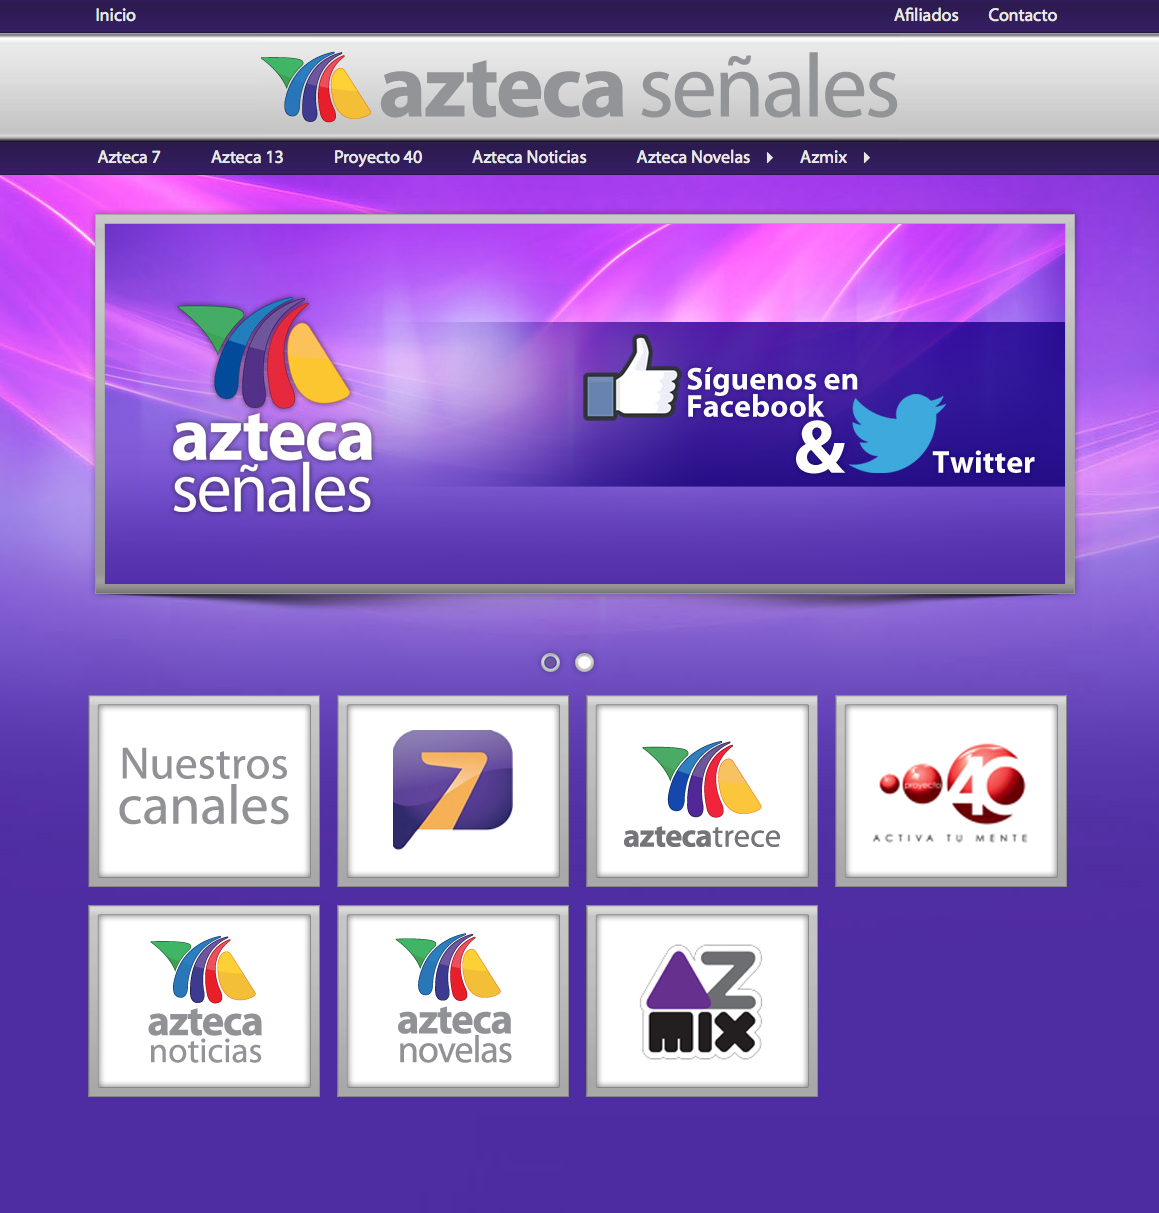 Inicio
Afiliados
Contacto
azteca señales
Azteca 7
Azteca 13
Proyecto 40
Azteca Noticias
Azteca Novelas
Azmix
azteca
señales
Síguenos en
Facebook
&
Twitter
Nuestros
canales
7
aztecatrece
proyecto 40
ACTIVA TU MENTE
azteca
noticias
azteca
novelas
AZ
mix